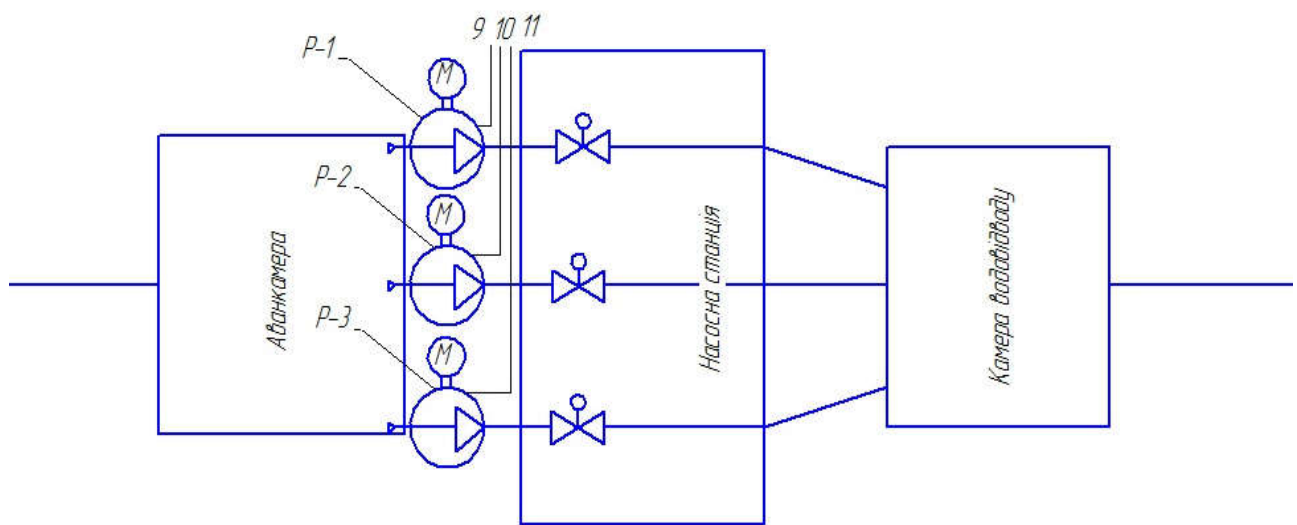 9 10 11
P-1
M
P-2
M
P-3
M
Аванкамера
Насосна станція
Камера водовідводу